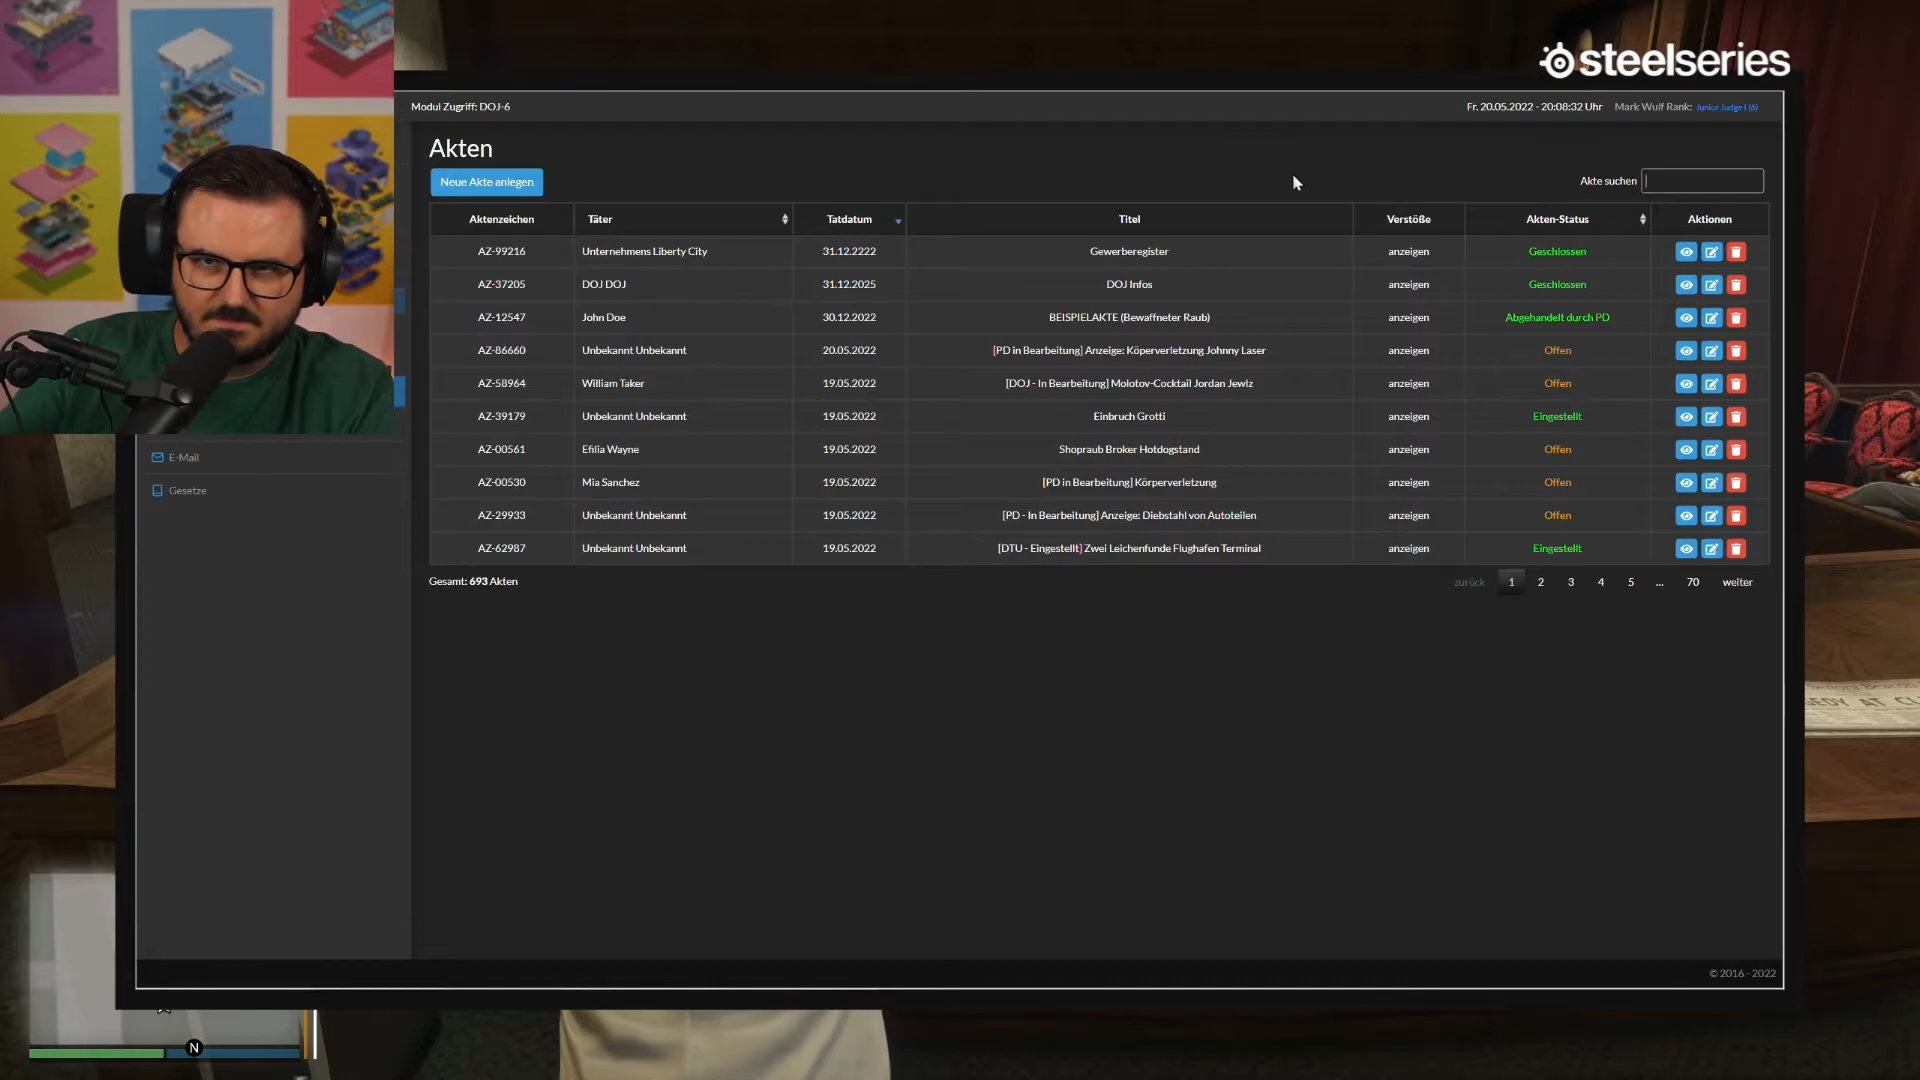 steelseries
Modul Zugriff: DOJ-6
Fr. 20.05.2022 - 20:08:32 Uhr Mark Wulf Rank: Junior Judge I (6)
Akten
Neue Akte anlegen
Akte suchen
Aktenzeichen Täter Tatdatum Titel Verstöße Akten-Status Aktionen
AZ-99216 Unternehmens Liberty City 31.12.2222 Gewerberegister anzeigen Geschlossen
AZ-37205 DOJ DOJ 31.12.2025 DOJ Infos anzeigen Geschlossen
AZ-12547 John Doe 30.12.2022 BEISPIELAKTE (Bewaffneter Raub) anzeigen Abgehandelt durch PD
AZ-86660 Unbekannt Unbekannt 20.05.2022 [PD in Bearbeitung] Anzeige: Köperverletzung Johnny Laser anzeigen Offen
AZ-58964 William Taker 19.05.2022 [DOJ - In Bearbeitung] Molotov-Cocktail Jordan Jewlz anzeigen Offen
AZ-39179 Unbekannt Unbekannt 19.05.2022 Einbruch Grotti anzeigen Eingestellt
AZ-00561 Efilia Wayne 19.05.2022 Shopraub Broker Hotdogstand anzeigen Offen
AZ-00530 Mia Sanchez 19.05.2022 [PD in Bearbeitung] Körperverletzung anzeigen Offen
AZ-29933 Unbekannt Unbekannt 19.05.2022 [PD - In Bearbeitung] Anzeige: Diebstahl von Autoteilen anzeigen Offen
AZ-62987 Unbekannt Unbekannt 19.05.2022 [DTU - Eingestellt] Zwei Leichenfunde Flughafen Terminal anzeigen Eingestellt
Gesamt: 693 Akten
zurück 1 2 3 4 5 ... 70 weiter
E-Mail
Gesetze
© 2016 - 2022
N